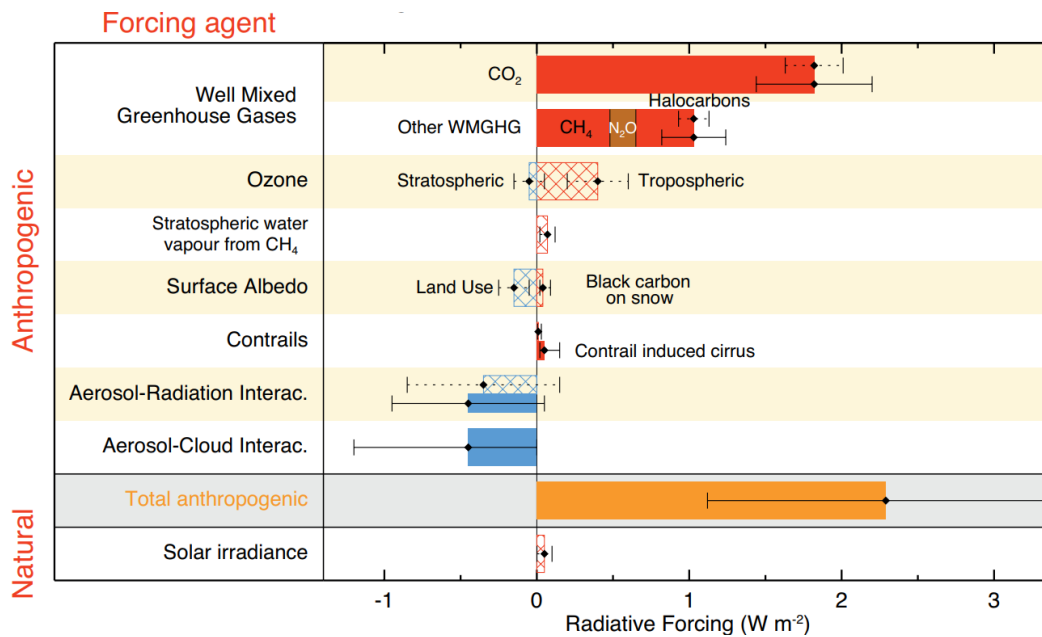 Forcing agent
Anthropogenic
Well Mixed
Greenhouse Gases
CO₂
Other WMGHG
CH₄
N₂O
Halocarbons
Ozone
Stratospheric
Tropospheric
Stratospheric water
vapour from CH₄
Surface Albedo
Land Use
Black carbon
on snow
Contrails
Contrail induced cirrus
Aerosol-Radiation Interac.
Aerosol-Cloud Interac.
Total anthropogenic
Natural
Solar irradiance
-1 0 1 2 3
Radiative Forcing (W m⁻²)